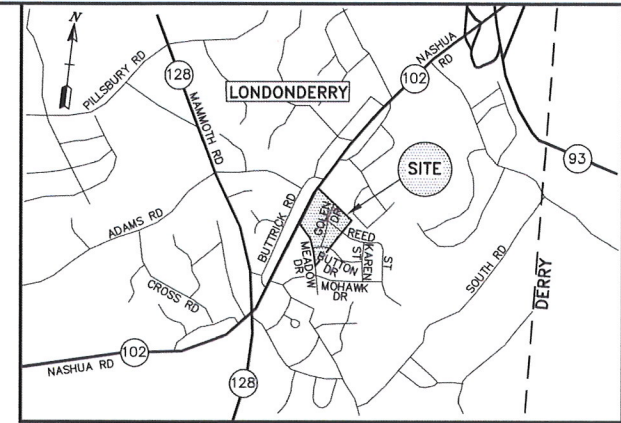 N
PILLSBURY RD
128
MAMMOTH RD
LONDONDERRY
NASHUA
RD
102
93
SITE
ADAMS RD
BUTTRICK RD
GOLEN
DR
REED
ST
KAREN
ST
BUTTON
DR
MEADOW
DR
MOHAWK
DR
CROSS RD
SOUTH RD
DERRY
102
NASHUA RD
128